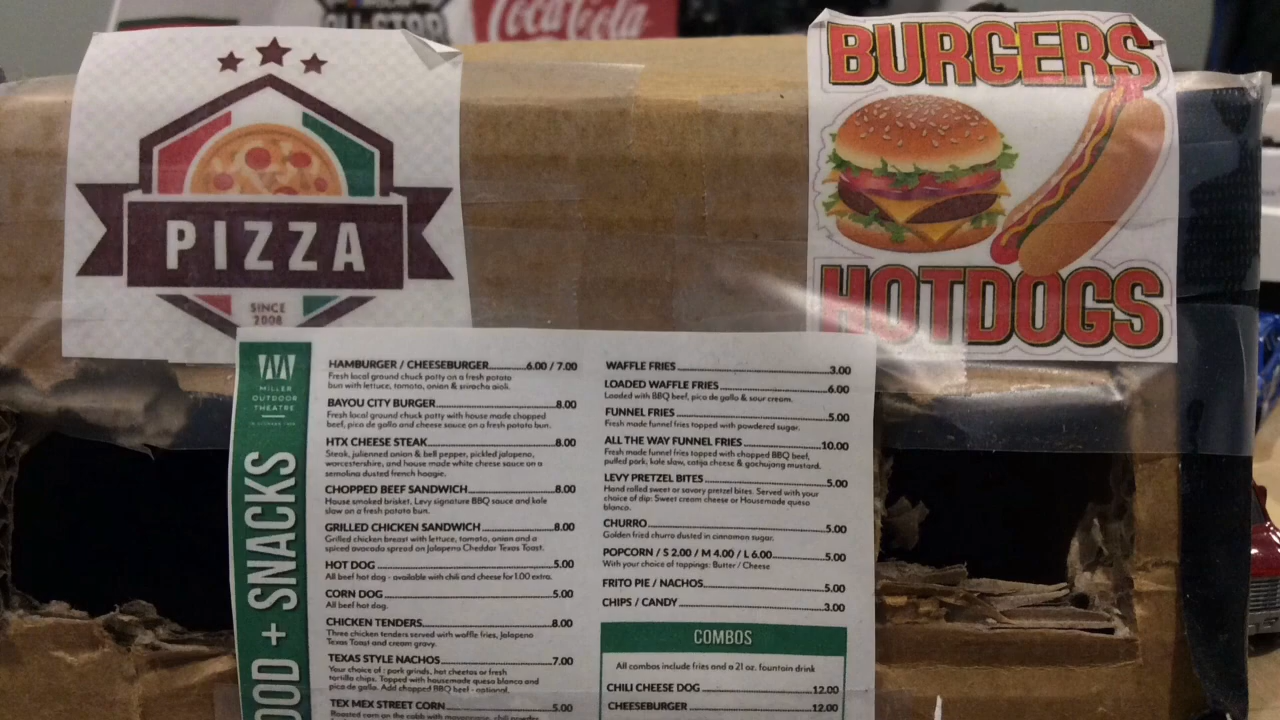 ALL-STAR
Coca-Cola
PIZZA
SINCE
2008
BURGERS
HOTDOGS
MILLER
OUTDOOR
THEATRE
OOD + SNACKS
HAMBURGER / CHEESEBURGER..............6.00 / 7.00
Fresh local ground chuck patty on a fresh potato
bun with lettuce, tomato, onion & sriracha aioli.
BAYOU CITY BURGER..............8.00
Fresh local ground chuck patty with house made chopped
beef, pico de gallo and cheese sauce on a fresh potato bun.
HTX CHEESE STEAK..............8.00
Steak, julienned onion & bell pepper, pickled jalapeno,
worcestershire, and house made white cheese sauce on a
semolina dusted french hoagie.
CHOPPED BEEF SANDWICH..............8.00
House smoked brisket, Levy signature BBQ sauce and kale
slaw on a fresh potato bun.
GRILLED CHICKEN SANDWICH..............8.00
Grilled chicken breast with lettuce, tomato, onion and a
spiced avocado spread on Jalapeno Cheddar Texas Toast.
HOT DOG..............5.00
All beef hot dog - available with chili and cheese for 1.00 extra.
CORN DOG..............5.00
All beef hot dog.
CHICKEN TENDERS..............8.00
Three chicken tenders served with waffle fries, Jalapeno
Texas Toast and cream gravy.
TEXAS STYLE NACHOS..............7.00
Your choice of : pork grinds, hot cheetos or fresh
tortilla chips. Topped with housemade queso blanco and
pico de gallo. Add chopped BBQ beef - optional.
TEX MEX STREET CORN..............5.00
Roasted corn on the cobb with mayonnaise, chili powder
WAFFLE FRIES..............3.00
LOADED WAFFLE FRIES..............6.00
Loaded with BBQ beef, pico de gallo & sour cream.
FUNNEL FRIES..............5.00
Fresh made funnel fries topped with powdered sugar.
ALL THE WAY FUNNEL FRIES..............10.00
Fresh made funnel fries topped with chopped BBQ beef,
pulled pork, kale slaw, cotija cheese & gochujang mustard.
LEVY PRETZEL BITES..............5.00
Hand rolled sweet or savory pretzel bites. Served with your
choice of dip: Sweet cream cheese or Housemade queso
blanco.
CHURRO..............5.00
Golden fried churro dusted in cinnamon sugar.
POPCORN / S 2.00 / M 4.00 / L 6.00..............5.00
With your choice of toppings: Butter / Cheese
FRITO PIE / NACHOS..............5.00
CHIPS / CANDY..............3.00
COMBOS
All combos include fries and a 21 oz. fountain drink
CHILI CHEESE DOG..............12.00
CHEESEBURGER..............12.00